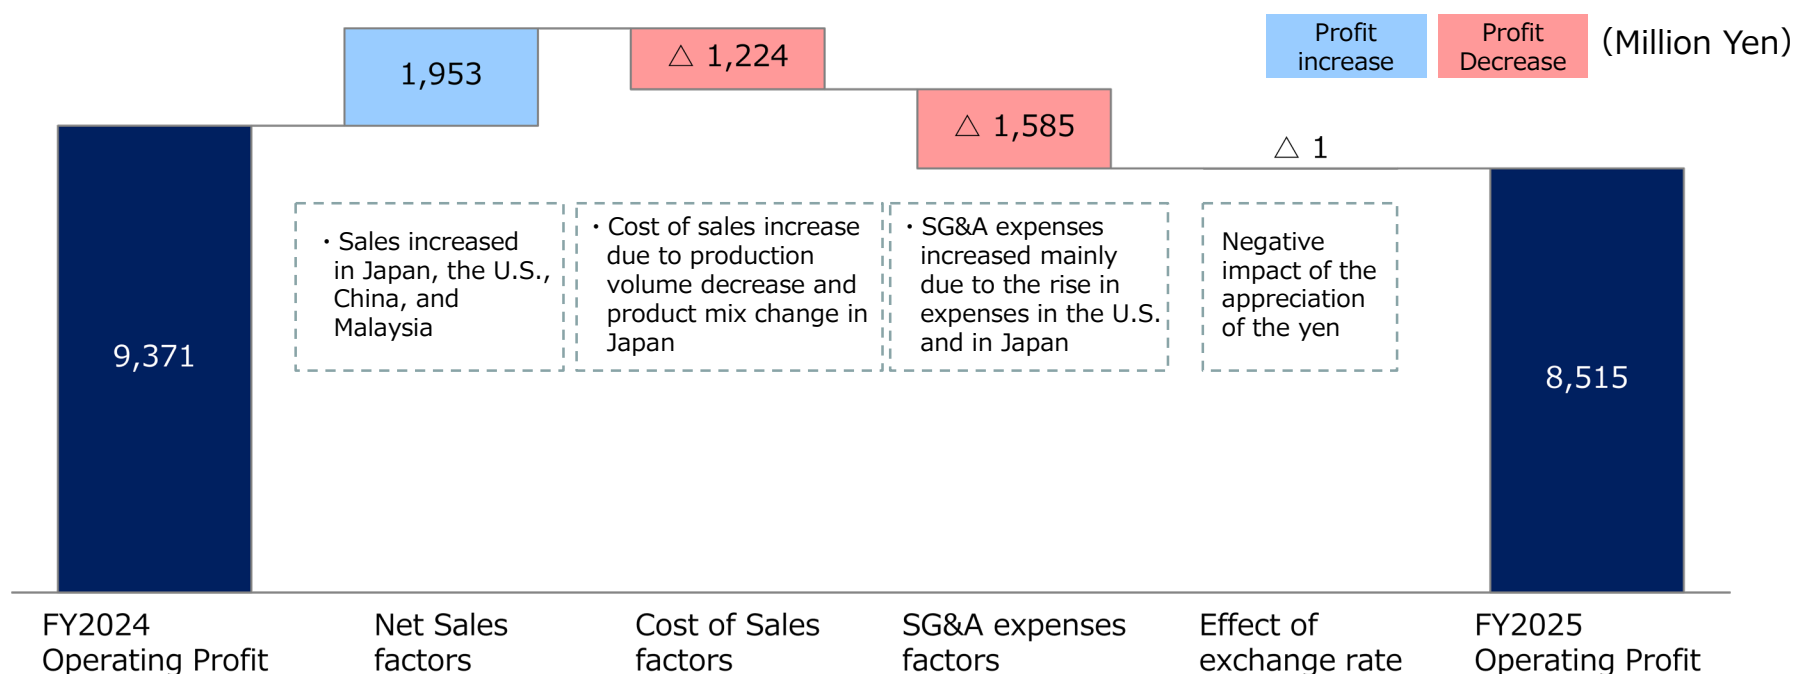 Profit
increase
Profit
Decrease
(Million Yen)
1,953
△ 1,224
△ 1,585
△ 1
9,371
・Sales increased
in Japan, the U.S.,
China, and
Malaysia
・Cost of sales increase
due to production
volume decrease and
product mix change in
Japan
・SG&A expenses
increased mainly
due to the rise in
expenses in the U.S.
and in Japan
Negative
impact of the
appreciation
of the yen
8,515
FY2024
Operating Profit
Net Sales
factors
Cost of Sales
factors
SG&A expenses
factors
Effect of
exchange rate
FY2025
Operating Profit